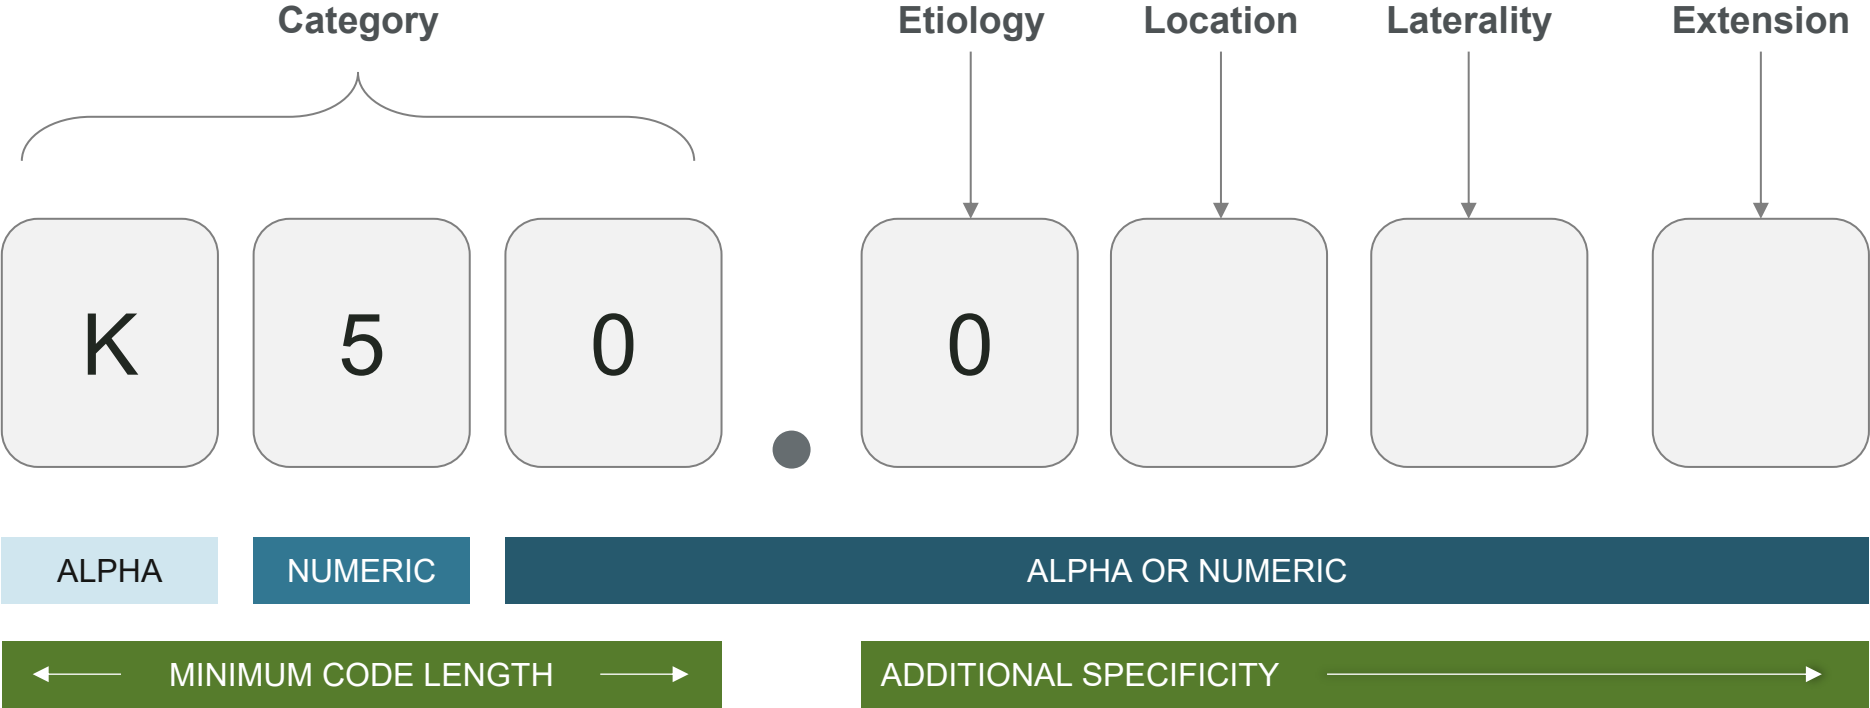 Category Etiology Location Laterality Extension
K 5 0 . 0
ALPHA NUMERIC ALPHA OR NUMERIC
MINIMUM CODE LENGTH ADDITIONAL SPECIFICITY